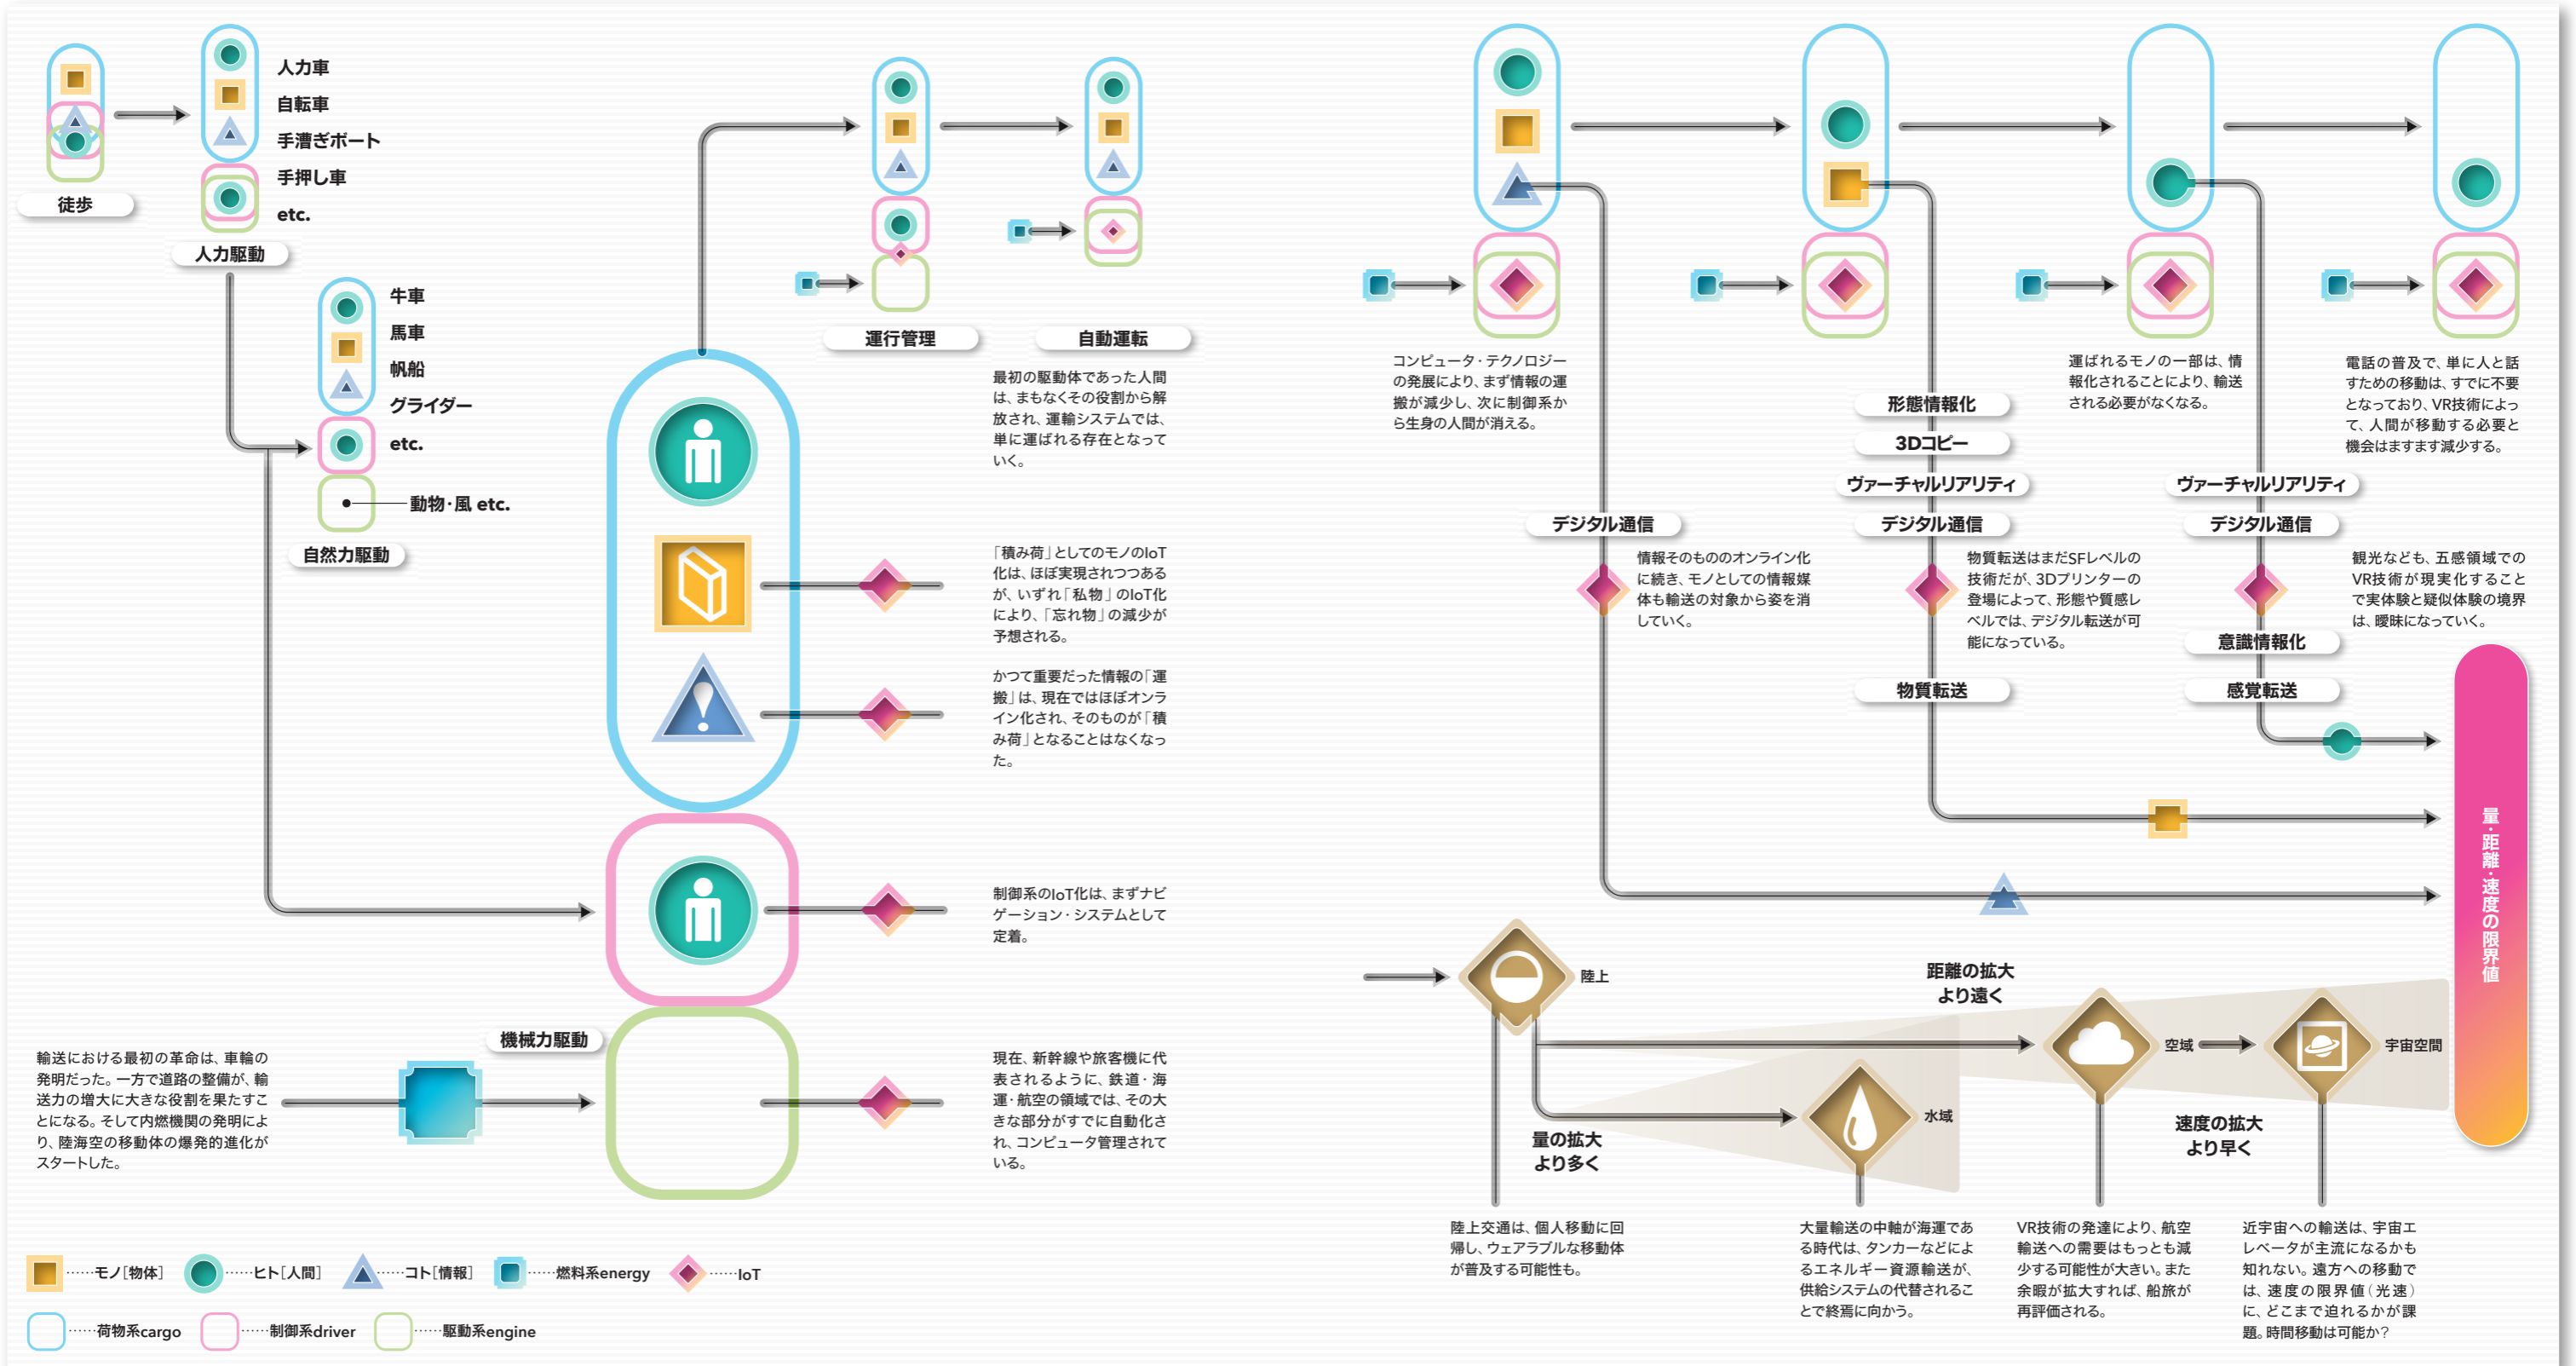 徒歩
人力車
自転車
手漕ぎボート
手押し車
etc.
人力駆動
牛車
馬車
帆船
グライダー
etc.
動物・風 etc.
自然力駆動
運行管理
自動運転
最初の駆動体であった人間
は、まもなくその役割から解
放され、運輸システムでは、
単に運ばれる存在となって
いく。
「積み荷」としてのモノのIoT
化は、ほぼ実現されつつある
が、いずれ「私物」のIoT化
により、「忘れ物」の減少が
予想される。
かつて重要だった情報の「運
搬」は、現在ではほぼオンラ
イン化され、そのものが「積
み荷」となることはなくなっ
た。
制御系のIoT化は、まずナビ
ゲーション・システムとして
定着。
機械力駆動
輸送における最初の革命は、車輪の
発明だった。一方で道路の整備が、輸
送力の増大に大きな役割を果たすこ
とになる。そして内燃機関の発明によ
り、陸海空の移動体の爆発的進化が
スタートした。
現在、新幹線や旅客機に代
表されるように、鉄道・海
運・航空の領域では、その大
きな部分がすでに自動化さ
れ、コンピュータ管理されて
いる。
コンピュータ・テクノロジー
の発展により、まず情報の運
搬が減少し、次に制御系か
ら生身の人間が消える。
運ばれるモノの一部は、情
報化されることにより、輸送
される必要がなくなる。
電話の普及で、単に人と話
すための移動は、すでに不要
となっており、VR技術によっ
て、人間が移動する必要と
機会はますます減少する。
形態情報化
3Dコピー
ヴァーチャルリアリティ
ヴァーチャルリアリティ
デジタル通信
デジタル通信
デジタル通信
情報そのもののオンライン化
に続き、モノとしての情報媒
体も輸送の対象から姿を消
していく。
物質転送はまだSFレベルの
技術だが、3Dプリンターの
登場によって、形態や質感レ
ベルでは、デジタル転送が可
能になっている。
観光なども、五感領域での
VR技術が現実化すること
で実体験と疑似体験の境界
は、曖昧になっていく。
意識情報化
物質転送
感覚転送
量・距離・速度の限界値
陸上
距離の拡大
より遠く
空域
宇宙空間
水域
量の拡大
より多く
速度の拡大
より早く
陸上交通は、個人移動に回
帰し、ウェアラブルな移動体
が普及する可能性も。
大量輸送の中軸が海運であ
る時代は、タンカーなどによ
るエネルギー資源輸送が、
供給システムの代替されるこ
とで終焉に向かう。
VR技術の発達により、航空
輸送への需要はもっとも減
少する可能性が大きい。また
余暇が拡大すれば、船旅が
再評価される。
近宇宙への輸送は、宇宙エ
レベータが主流になるかも
知れない。遠方への移動で
は、速度の限界値（光速）
に、どこまで迫れるかが課
題。時間移動は可能か？
……モノ［物体］
……ヒト［人間］
……コト［情報］
……燃料系energy
……IoT
……荷物系cargo
……制御系driver
……駆動系engine